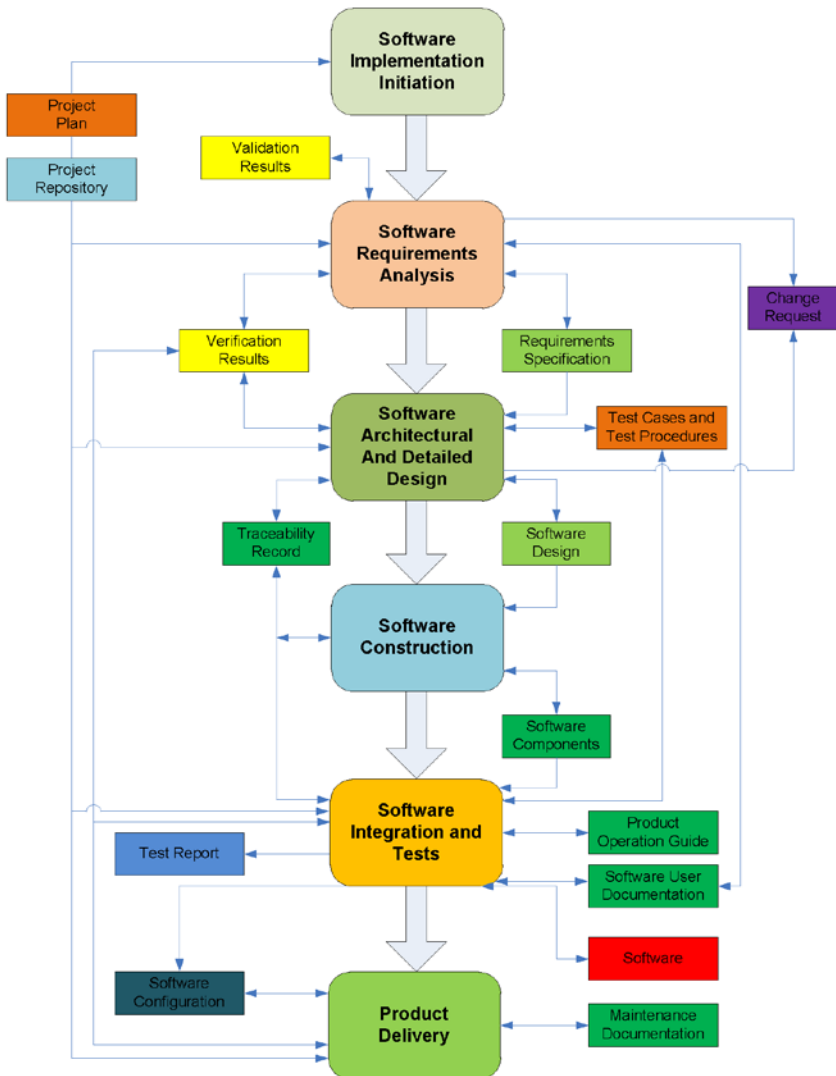 Software
Implementation
Initiation
Project
Plan
Validation
Results
Project
Repository
Software
Requirements
Analysis
Change
Request
Verification
Results
Requirements
Specification
Software
Architectural
And Detailed
Design
Test Cases and
Test Procedures
Traceability
Record
Software
Design
Software
Construction
Software
Components
Software
Integration and
Tests
Product
Operation Guide
Test Report
Software User
Documentation
Software
Software
Configuration
Product
Delivery
Maintenance
Documentation